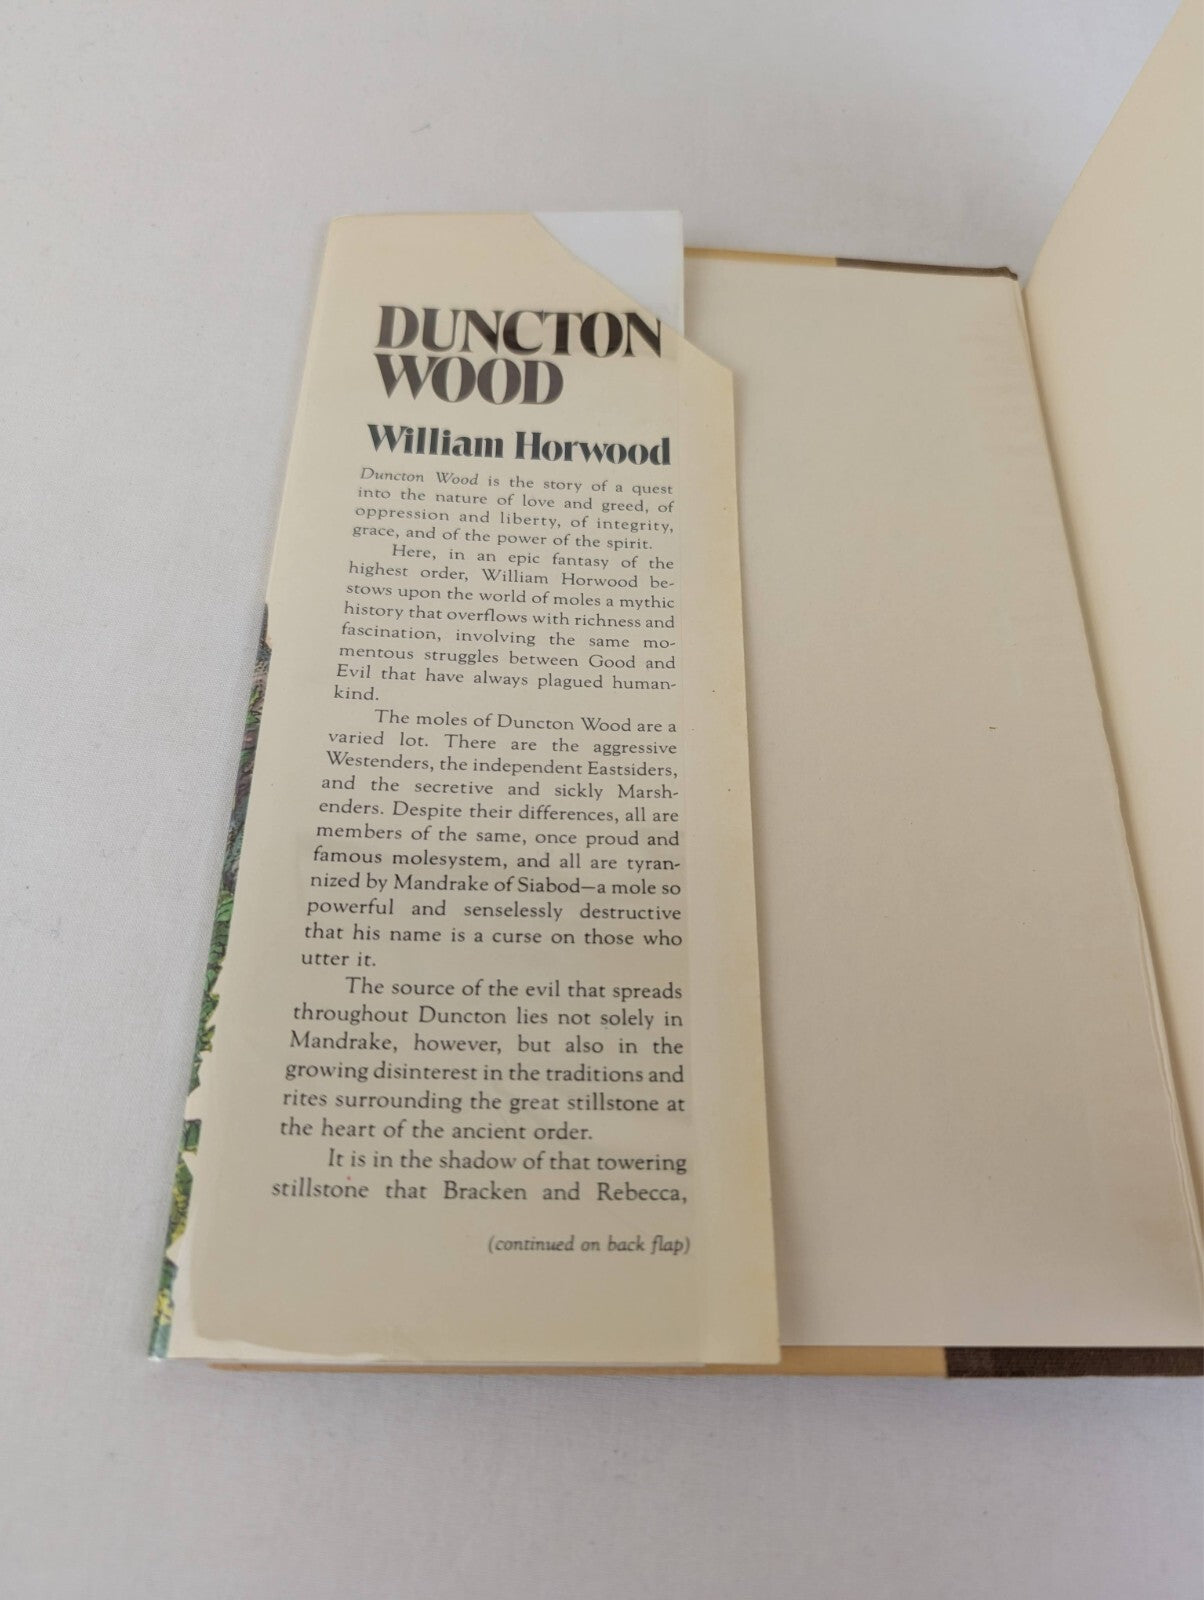 DUNCTON
WOOD
William Horwood
Duncton Wood is the story of a quest
into the nature of love and greed, of
oppression and liberty, of integrity,
grace, and of the power of the spirit.
Here, in an epic fantasy of the
highest order, William Horwood be-
stows upon the world of moles a mythic
history that overflows with richness and
fascination, involving the same mo-
mentous struggles between Good and
Evil that have always plagued human-
kind.
The moles of Duncton Wood are a
varied lot. There are the aggressive
Westenders, the independent Eastsiders,
and the secretive and sickly Marsh-
enders. Despite their differences, all are
members of the same, once proud and
famous molesystem, and all are tyran-
nized by Mandrake of Siabod—a mole so
powerful and senselessly destructive
that his name is a curse on those who
utter it.
The source of the evil that spreads
throughout Duncton lies not solely in
Mandrake, however, but also in the
growing disinterest in the traditions and
rites surrounding the great stillstone at
the heart of the ancient order.
It is in the shadow of that towering
stillstone that Bracken and Rebecca,
(continued on back flap)